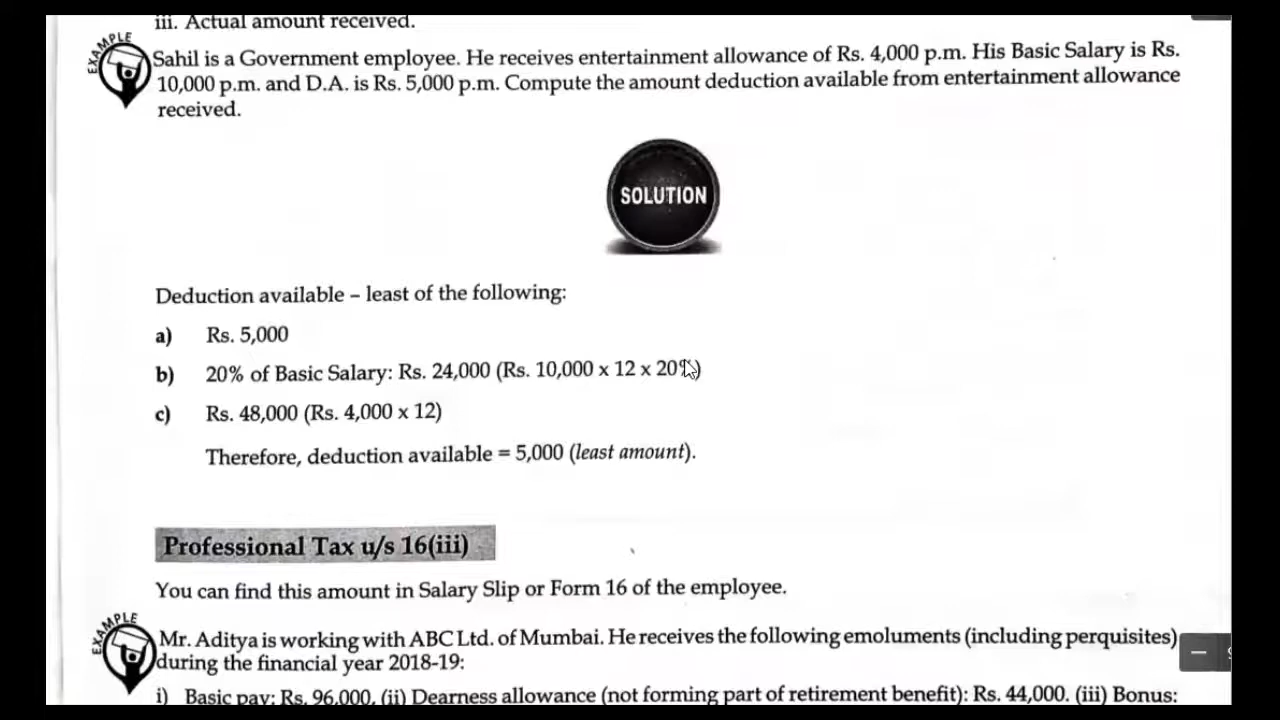 iii. Actual amount received.
EXAMPLE
Sahil is a Government employee. He receives entertainment allowance of Rs. 4,000 p.m. His Basic Salary is Rs.
10,000 p.m. and D.A. is Rs. 5,000 p.m. Compute the amount deduction available from entertainment allowance
received.
SOLUTION
Deduction available – least of the following:
a) Rs. 5,000
b) 20% of Basic Salary: Rs. 24,000 (Rs. 10,000 x 12 x 20%)
c) Rs. 48,000 (Rs. 4,000 x 12)
Therefore, deduction available = 5,000 (least amount).
Professional Tax u/s 16(iii)
You can find this amount in Salary Slip or Form 16 of the employee.
EXAMPLE
Mr. Aditya is working with ABC Ltd. of Mumbai. He receives the following emoluments (including perquisites)
during the financial year 2018-19:
i) Basic pay: Rs. 96,000, (ii) Dearness allowance (not forming part of retirement benefit): Rs. 44,000. (iii) Bonus: